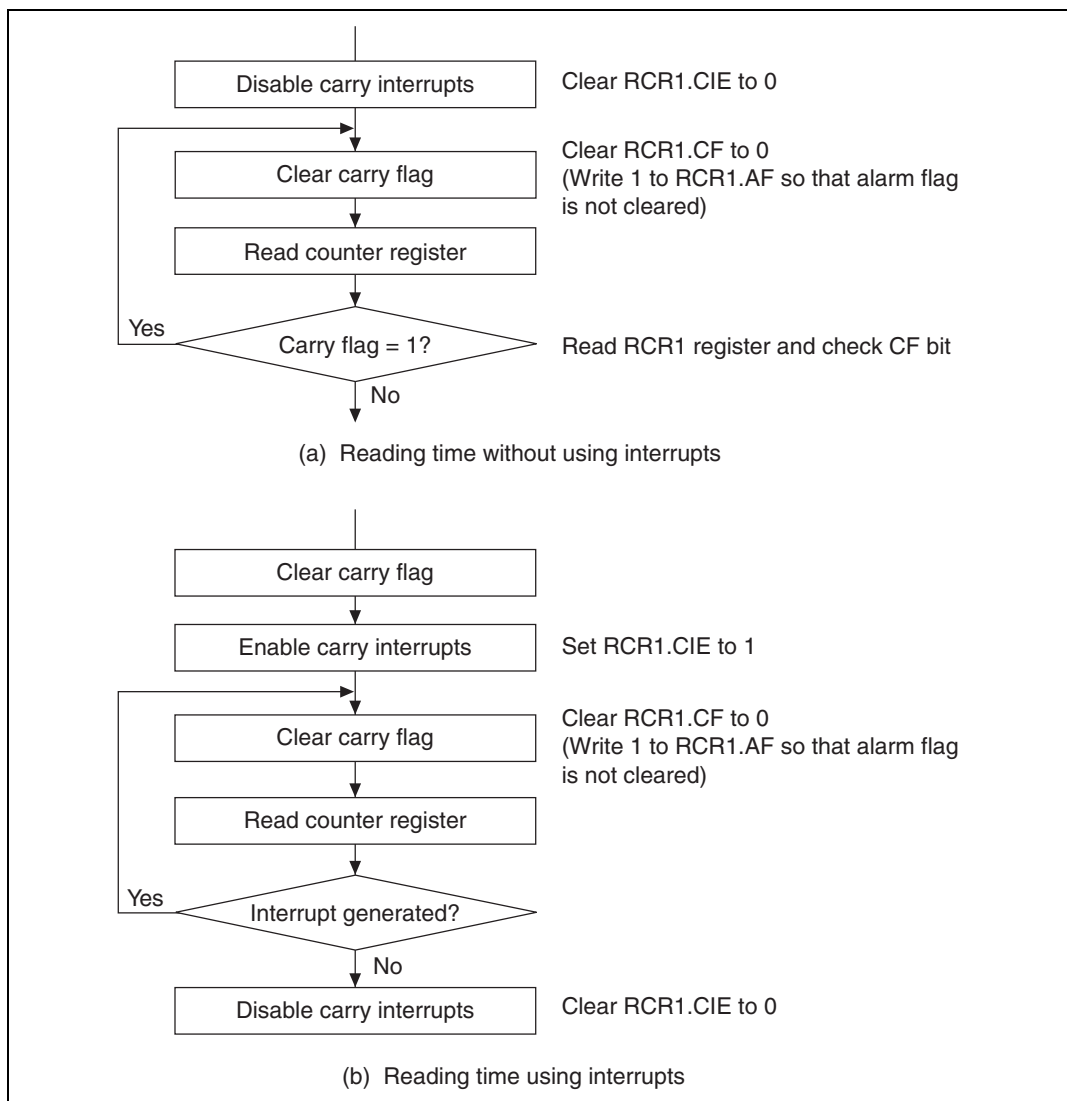 Disable carry interrupts
Clear RCR1.CIE to 0
Clear carry flag
Clear RCR1.CF to 0
(Write 1 to RCR1.AF so that alarm flag
is not cleared)
Read counter register
Yes
Carry flag = 1?
Read RCR1 register and check CF bit
No
(a) Reading time without using interrupts
Clear carry flag
Enable carry interrupts
Set RCR1.CIE to 1
Clear carry flag
Clear RCR1.CF to 0
(Write 1 to RCR1.AF so that alarm flag
is not cleared)
Read counter register
Yes
Interrupt generated?
No
Disable carry interrupts
Clear RCR1.CIE to 0
(b) Reading time using interrupts